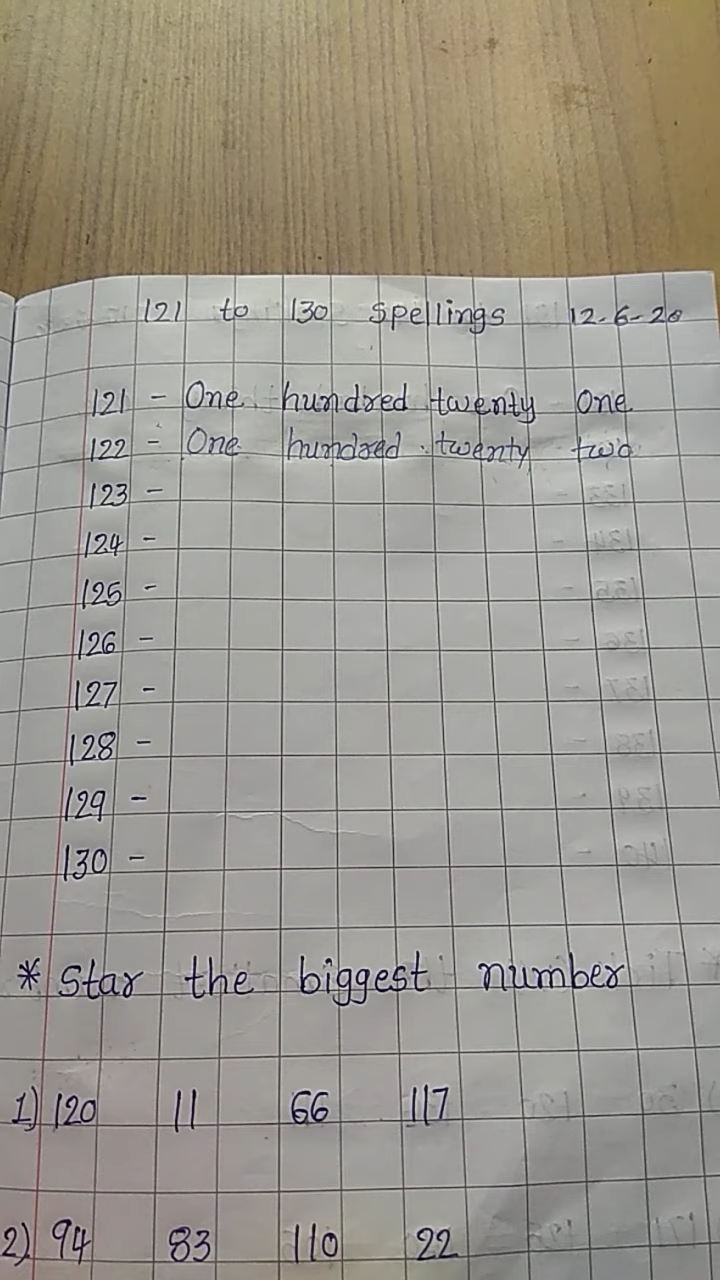 121 to 130 Spellings 12-6-20
121 - One hundred twenty One
122 - One hundred twenty two
123 -
124 -
125 -
126 -
127 -
128 -
129 -
130 -
* Star the biggest number
1) 120 11 66 117
2) 94 83 110 22